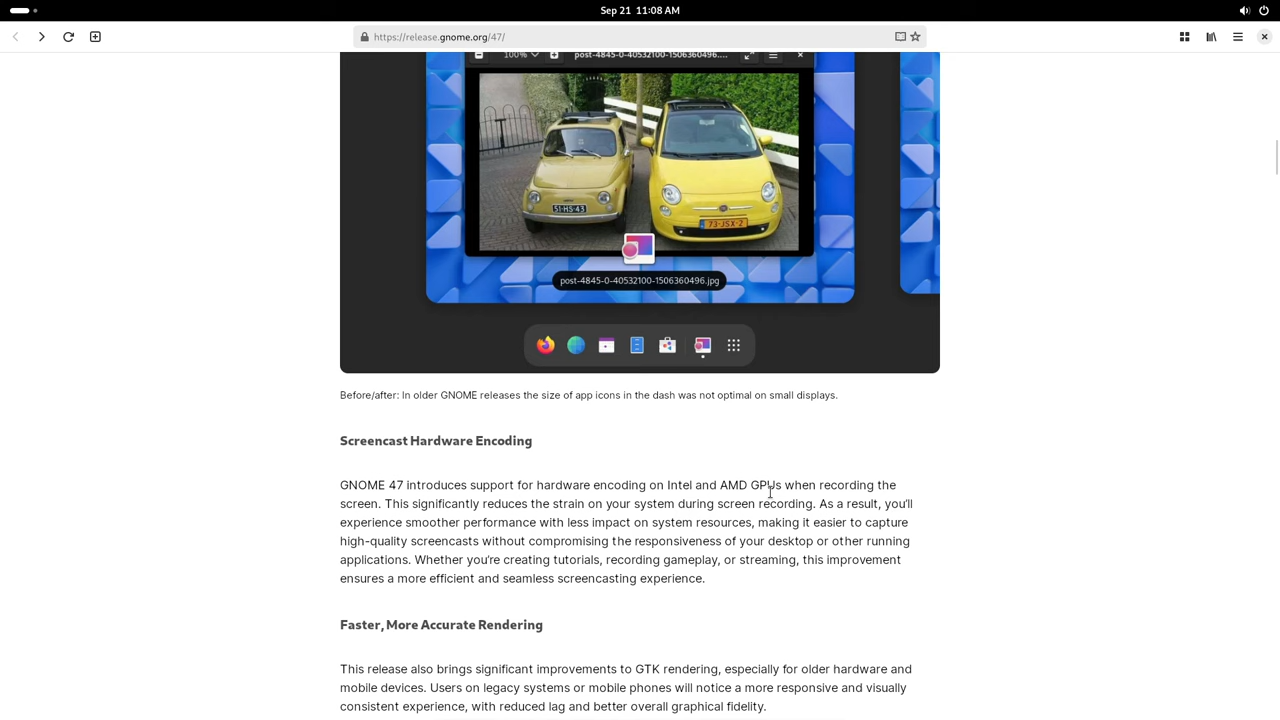 Sep 21 11:08 AM
https://release.gnome.org/47/
100%
post-4845-0-40532100-1506360496....
51-HS-43
73-JSX-2
post-4845-0-40532100-1506360496.jpg
Before/after: In older GNOME releases the size of app icons in the dash was not optimal on small displays.
Screencast Hardware Encoding
GNOME 47 introduces support for hardware encoding on Intel and AMD GPUs when recording the
screen. This significantly reduces the strain on your system during screen recording. As a result, you'll
experience smoother performance with less impact on system resources, making it easier to capture
high-quality screencasts without compromising the responsiveness of your desktop or other running
applications. Whether you're creating tutorials, recording gameplay, or streaming, this improvement
ensures a more efficient and seamless screencasting experience.
Faster, More Accurate Rendering
This release also brings significant improvements to GTK rendering, especially for older hardware and
mobile devices. Users on legacy systems or mobile phones will notice a more responsive and visually
consistent experience, with reduced lag and better overall graphical fidelity.